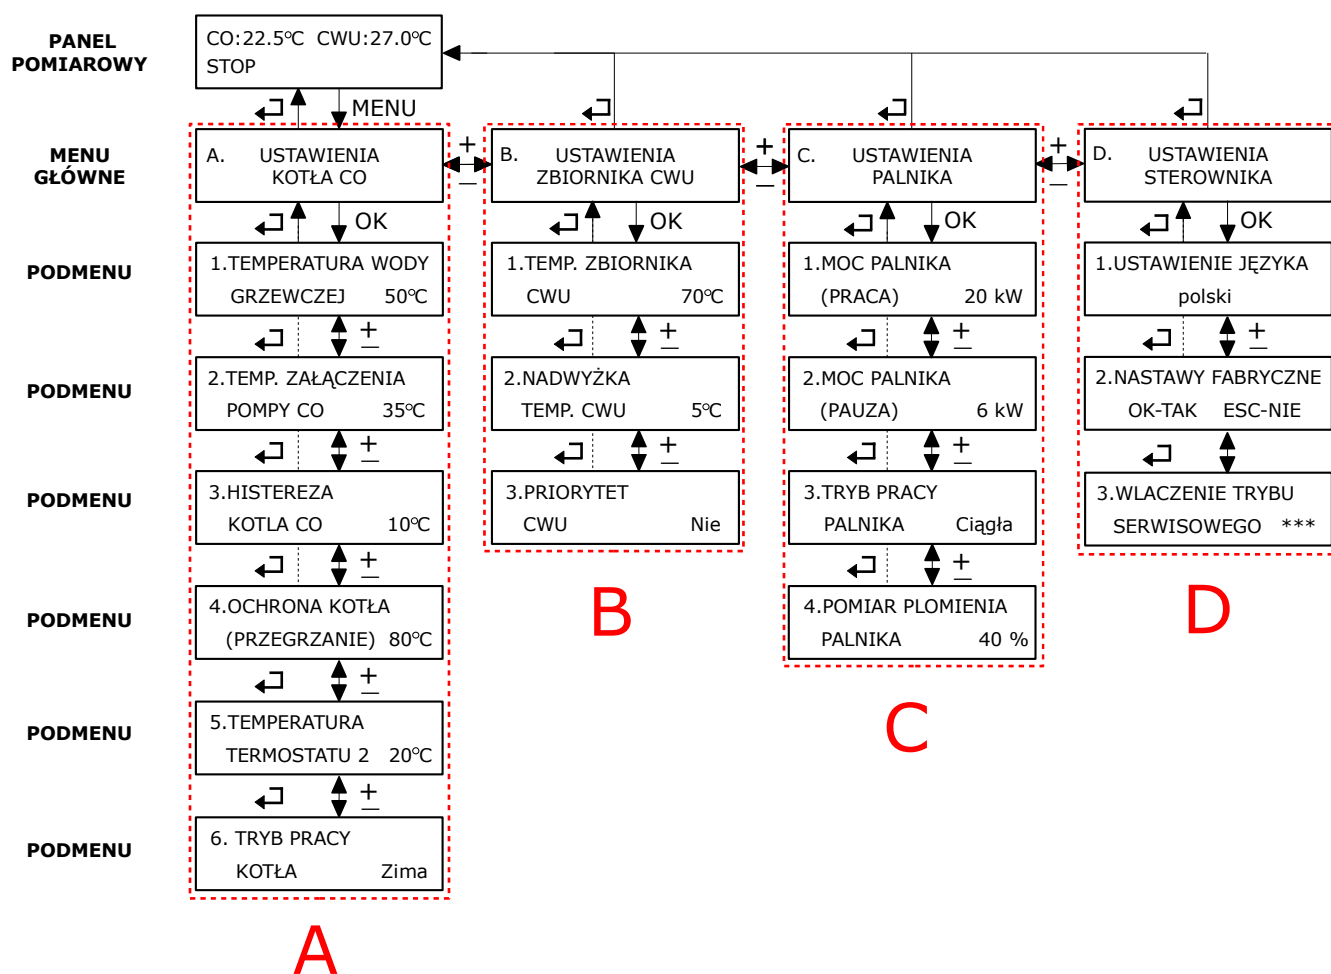 PANEL
POMIAROWY
CO:22.5°C CWU:27.0°C
STOP
MENU
MENU
GŁÓWNE
A. USTAWIENIA
KOTŁA CO
+
−
B. USTAWIENIA
ZBIORNIKA CWU
+
−
C. USTAWIENIA
PALNIKA
+
−
D. USTAWIENIA
STEROWNIKA
OK
OK
OK
OK
PODMENU
1.TEMPERATURA WODY
GRZEWCZEJ 50°C
1.TEMP. ZBIORNIKA
CWU 70°C
1.MOC PALNIKA
(PRACA) 20 kW
1.USTAWIENIE JĘZYKA
polski
+
−
+
−
+
−
+
−
PODMENU
2.TEMP. ZAŁĄCZENIA
POMPY CO 35°C
2.NADWYŻKA
TEMP. CWU 5°C
2.MOC PALNIKA
(PAUZA) 6 kW
2.NASTAWY FABRYCZNE
OK-TAK ESC-NIE
+
−
+
−
+
−
PODMENU
3.HISTEREZA
KOTLA CO 10°C
3.PRIORYTET
CWU Nie
3.TRYB PRACY
PALNIKA Ciągła
3.WLACZENIE TRYBU
SERWISOWEGO ***
+
−
+
−
PODMENU
4.OCHRONA KOTŁA
(PRZEGRZANIE) 80°C
B
4.POMIAR PLOMIENIA
PALNIKA 40 %
D
+
−
PODMENU
5.TEMPERATURA
TERMOSTATU 2 20°C
C
+
−
PODMENU
6. TRYB PRACY
KOTŁA Zima
A